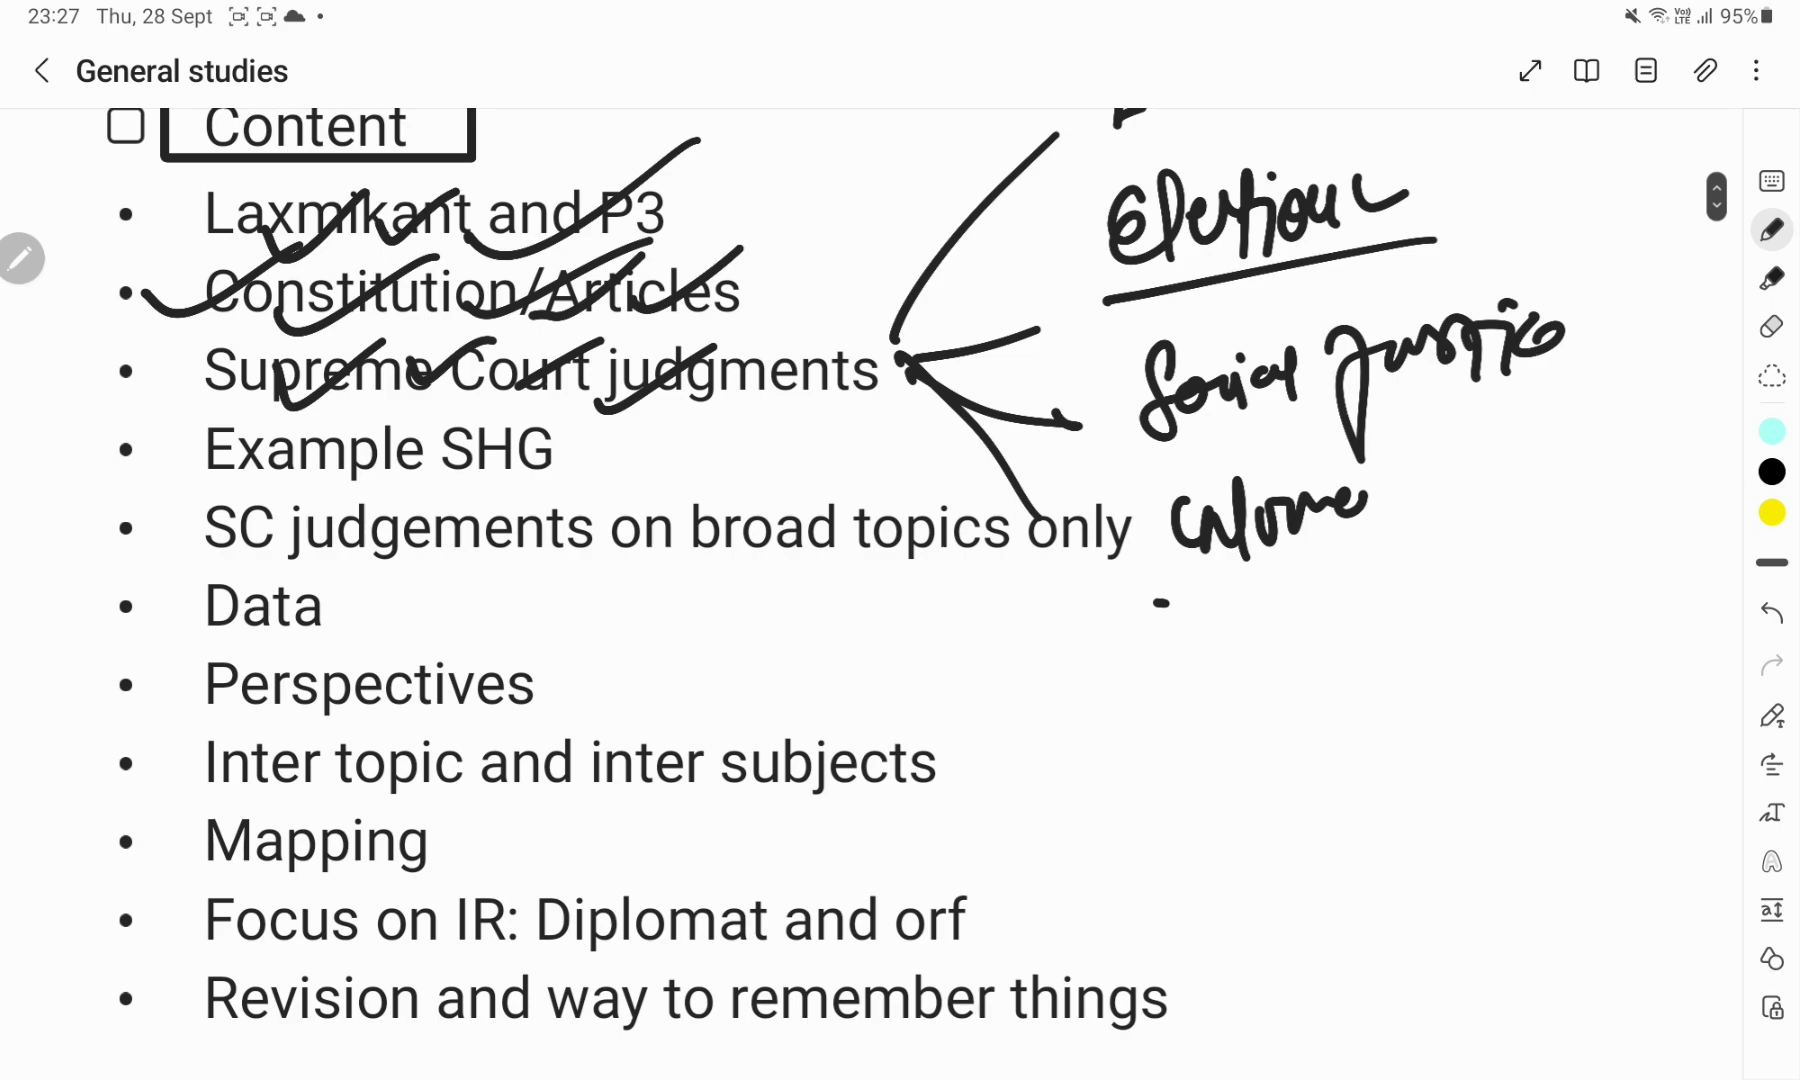 23:27 Thu, 28 Sept 95%
General studies
Content
Laxmikant and P3
Constitution/Articles
Supreme Court judgments
Example SHG
SC judgements on broad topics only
Data
Perspectives
Inter topic and inter subjects
Mapping
Focus on IR: Diplomat and orf
Revision and way to remember things
Election
Social Justice